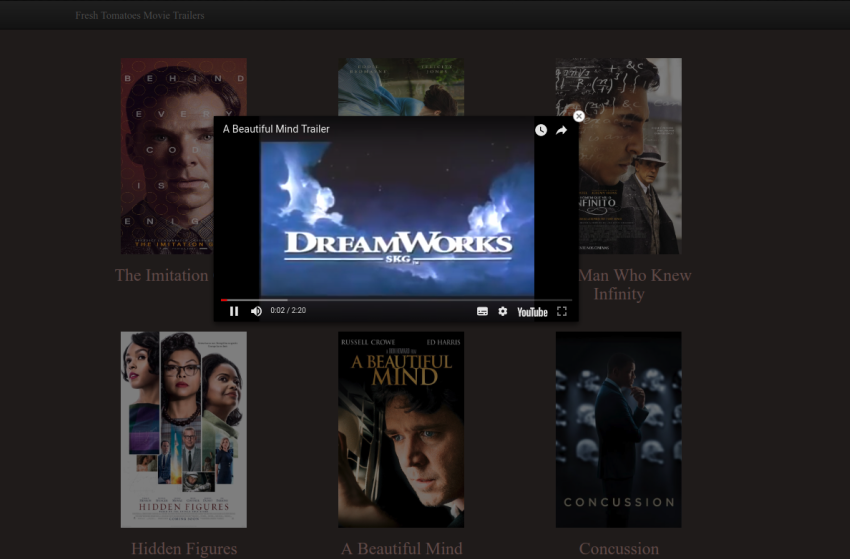 Fresh Tomatoes Movie Trailers
BEHIND
EVERY
CO
IS
ENIG
THE IMITATION
&C
INFINITO
A Beautiful Mind Trailer
DREAMWORKS
SKG
0:02 / 2:20
YouTube
The Imitation
Man Who Knew
Infinity
HIDDEN FIGURES
RUSSELL CROWE ED HARRIS
A BEAUTIFUL
MIND
CONCUSSION
Hidden Figures
A Beautiful Mind
Concussion